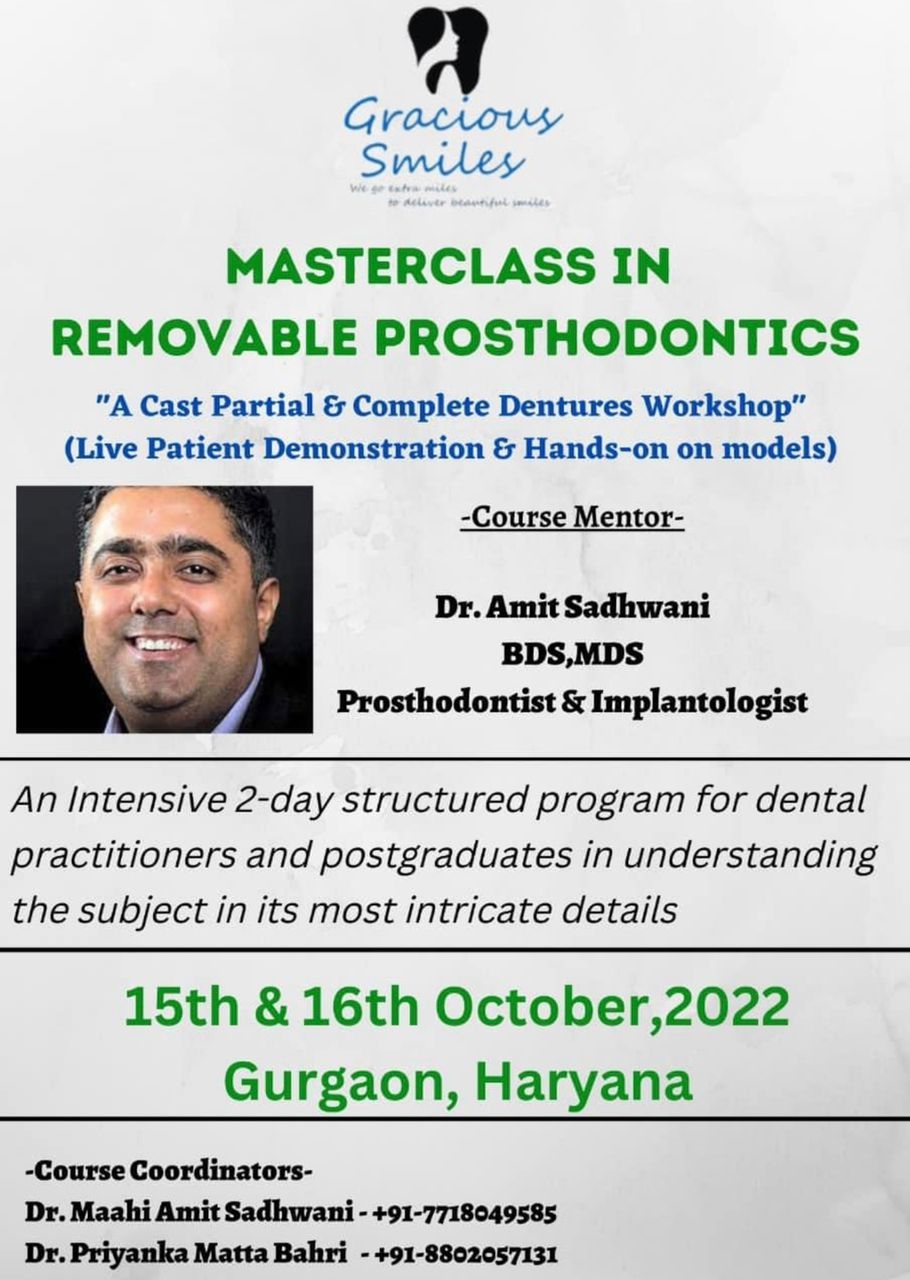 Gracious
Smiles
We go extra miles
to deliver beautiful smiles
MASTERCLASS IN
REMOVABLE PROSTHODONTICS
"A Cast Partial & Complete Dentures Workshop"
(Live Patient Demonstration & Hands-on on models)
-Course Mentor-
Dr. Amit Sadhwani
BDS,MDS
Prosthodontist & Implantologist
An Intensive 2-day structured program for dental
practitioners and postgraduates in understanding
the subject in its most intricate details
15th & 16th October,2022
Gurgaon, Haryana
-Course Coordinators-
Dr. Maahi Amit Sadhwani - +91-7718049585
Dr. Priyanka Matta Bahri - +91-8802057131